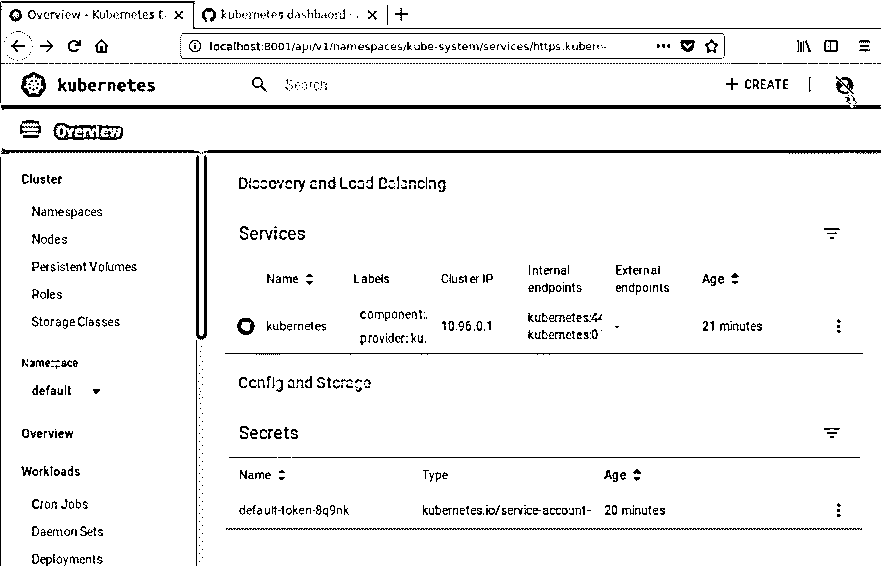 Overview - Kubernetes t. ×
kubernetes dashbaord - . ×
localhost:8001/api/v1/namespaces/kube-system/services/https:kubern-
kubernetes
Search
+ CREATE
Overview
Cluster
Namespaces
Nodes
Persistent Volumes
Roles
Storage Classes
Namespace
default
Overview
Workloads
Cron Jobs
Daemon Sets
Deployments
Discovery and Load Balancing
Services
Name Labels Cluster IP Internal endpoints External endpoints Age
kubernetes component:. provider: ku. 10.96.0.1 kubernetes:44 kubernetes:0 - 21 minutes
Config and Storage
Secrets
Name Type Age
default-token-8q9nk kubernetes.io/service-account- 20 minutes